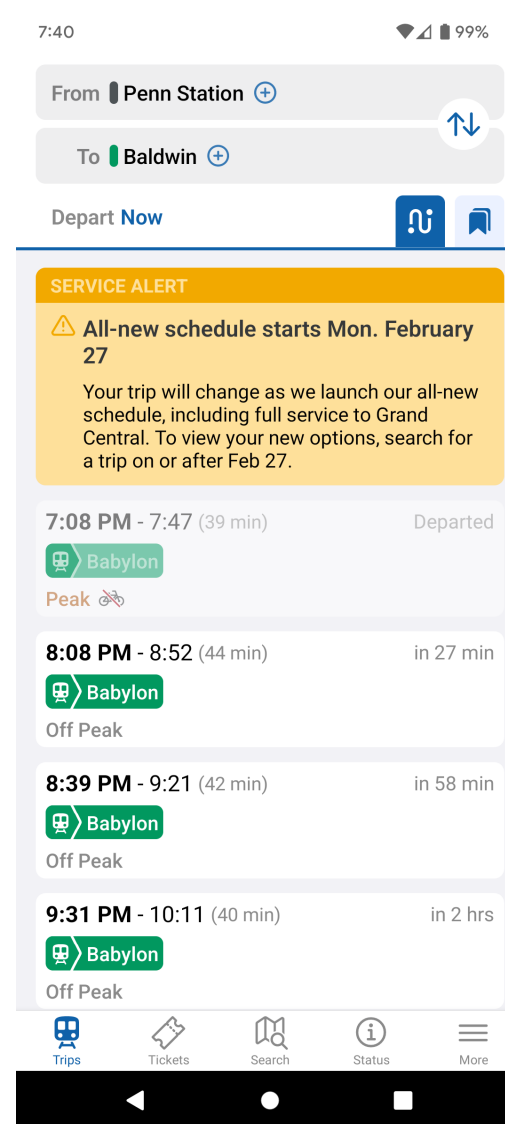 7:40
99%
From Penn Station
To Baldwin
Depart Now
SERVICE ALERT
All-new schedule starts Mon. February
27
Your trip will change as we launch our all-new
schedule, including full service to Grand
Central. To view your new options, search for
a trip on or after Feb 27.
7:08 PM - 7:47 (39 min) Departed
Babylon
Peak
8:08 PM - 8:52 (44 min) in 27 min
Babylon
Off Peak
8:39 PM - 9:21 (42 min) in 58 min
Babylon
Off Peak
9:31 PM - 10:11 (40 min) in 2 hrs
Babylon
Off Peak
Trips Tickets Search Status More